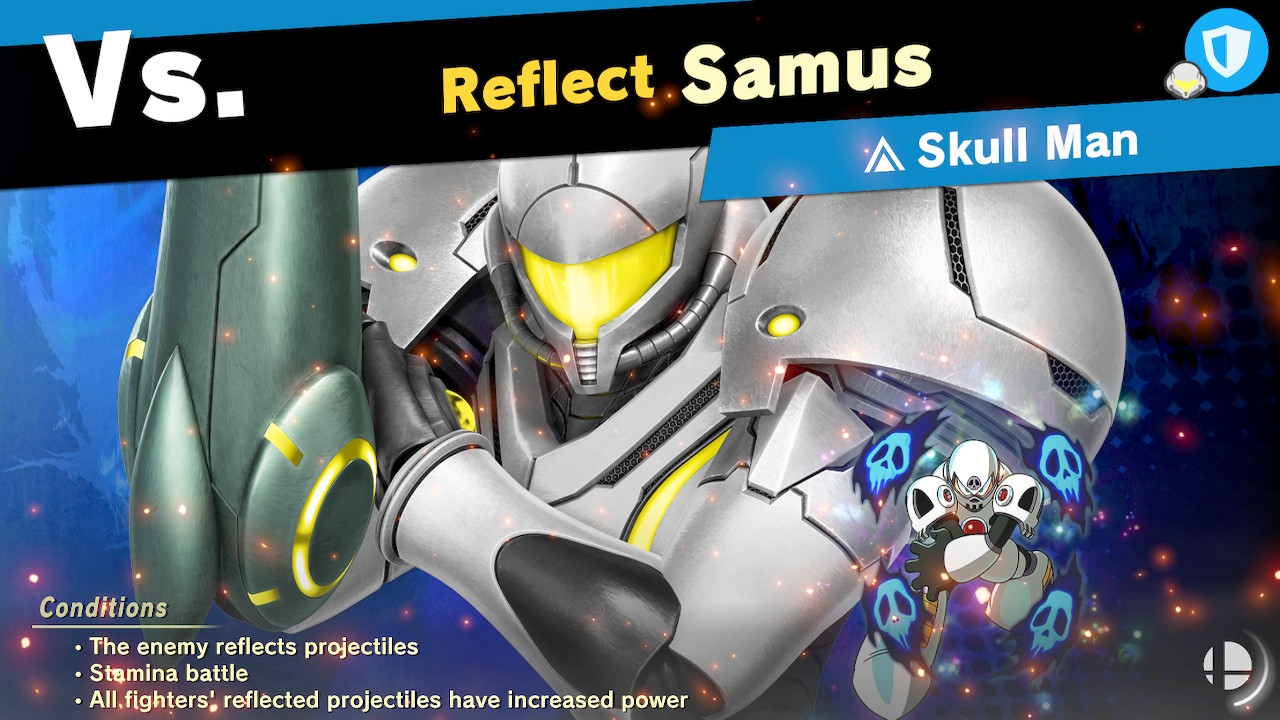 Vs.
Reflect Samus
Skull Man
Conditions
• The enemy reflects projectiles
• Stamina battle
• All fighters' reflected projectiles have increased power